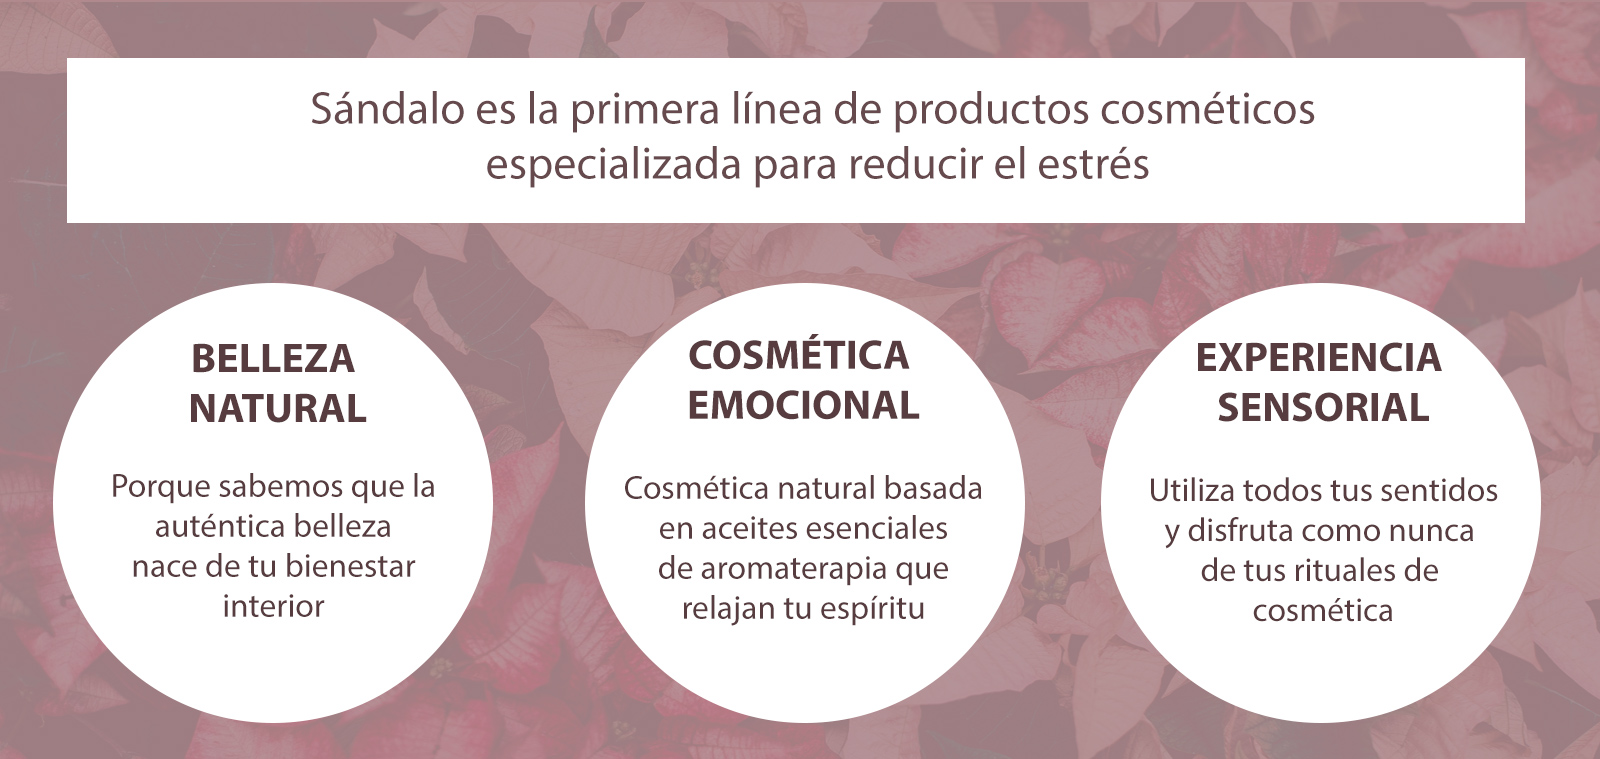 Sándalo es la primera línea de productos cosméticos
especializada para reducir el estrés
BELLEZA
NATURAL
Porque sabemos que la
auténtica belleza
nace de tu bienestar
interior
COSMÉTICA
EMOCIONAL
Cosmética natural basada
en aceites esenciales
de aromaterapia que
relajan tu espíritu
EXPERIENCIA
SENSORIAL
Utiliza todos tus sentidos
y disfruta como nunca
de tus rituales de
cosmética